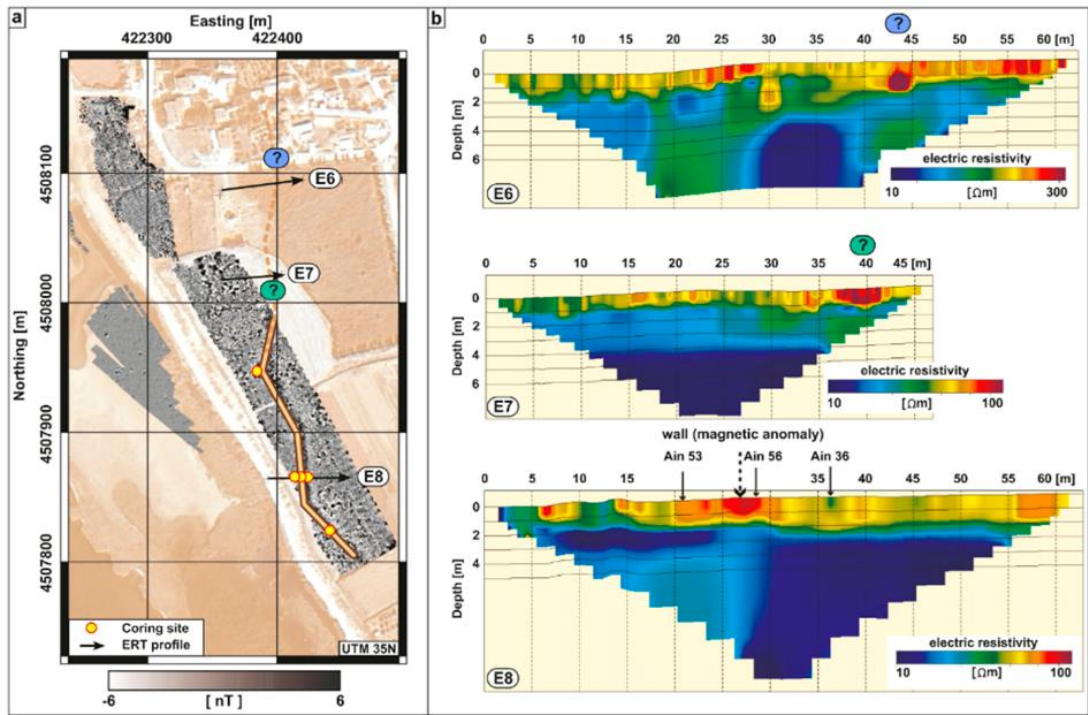 a
Easting [m]
422300 422400
Northing [m]
4508100
4508000
4507900
4507800
?
E6
E7
?
E8
Coring site
ERT profile
UTM 35N
-6 [ nT ] 6
b
?
0 5 10 15 20 25 30 35 40 45 50 55 60 [m]
Depth [m]
0
2
4
6
electric resistivity
10 [Ωm] 300
E6
?
0 5 10 15 20 25 30 35 40 45 [m]
Depth [m]
0
2
4
6
electric resistivity
10 [Ωm] 100
E7
wall (magnetic anomaly)
Ain 53 Ain 56 Ain 36
0 5 10 15 20 25 30 35 40 45 50 55 60 [m]
Depth [m]
0
2
4
electric resistivity
10 [Ωm] 100
E8